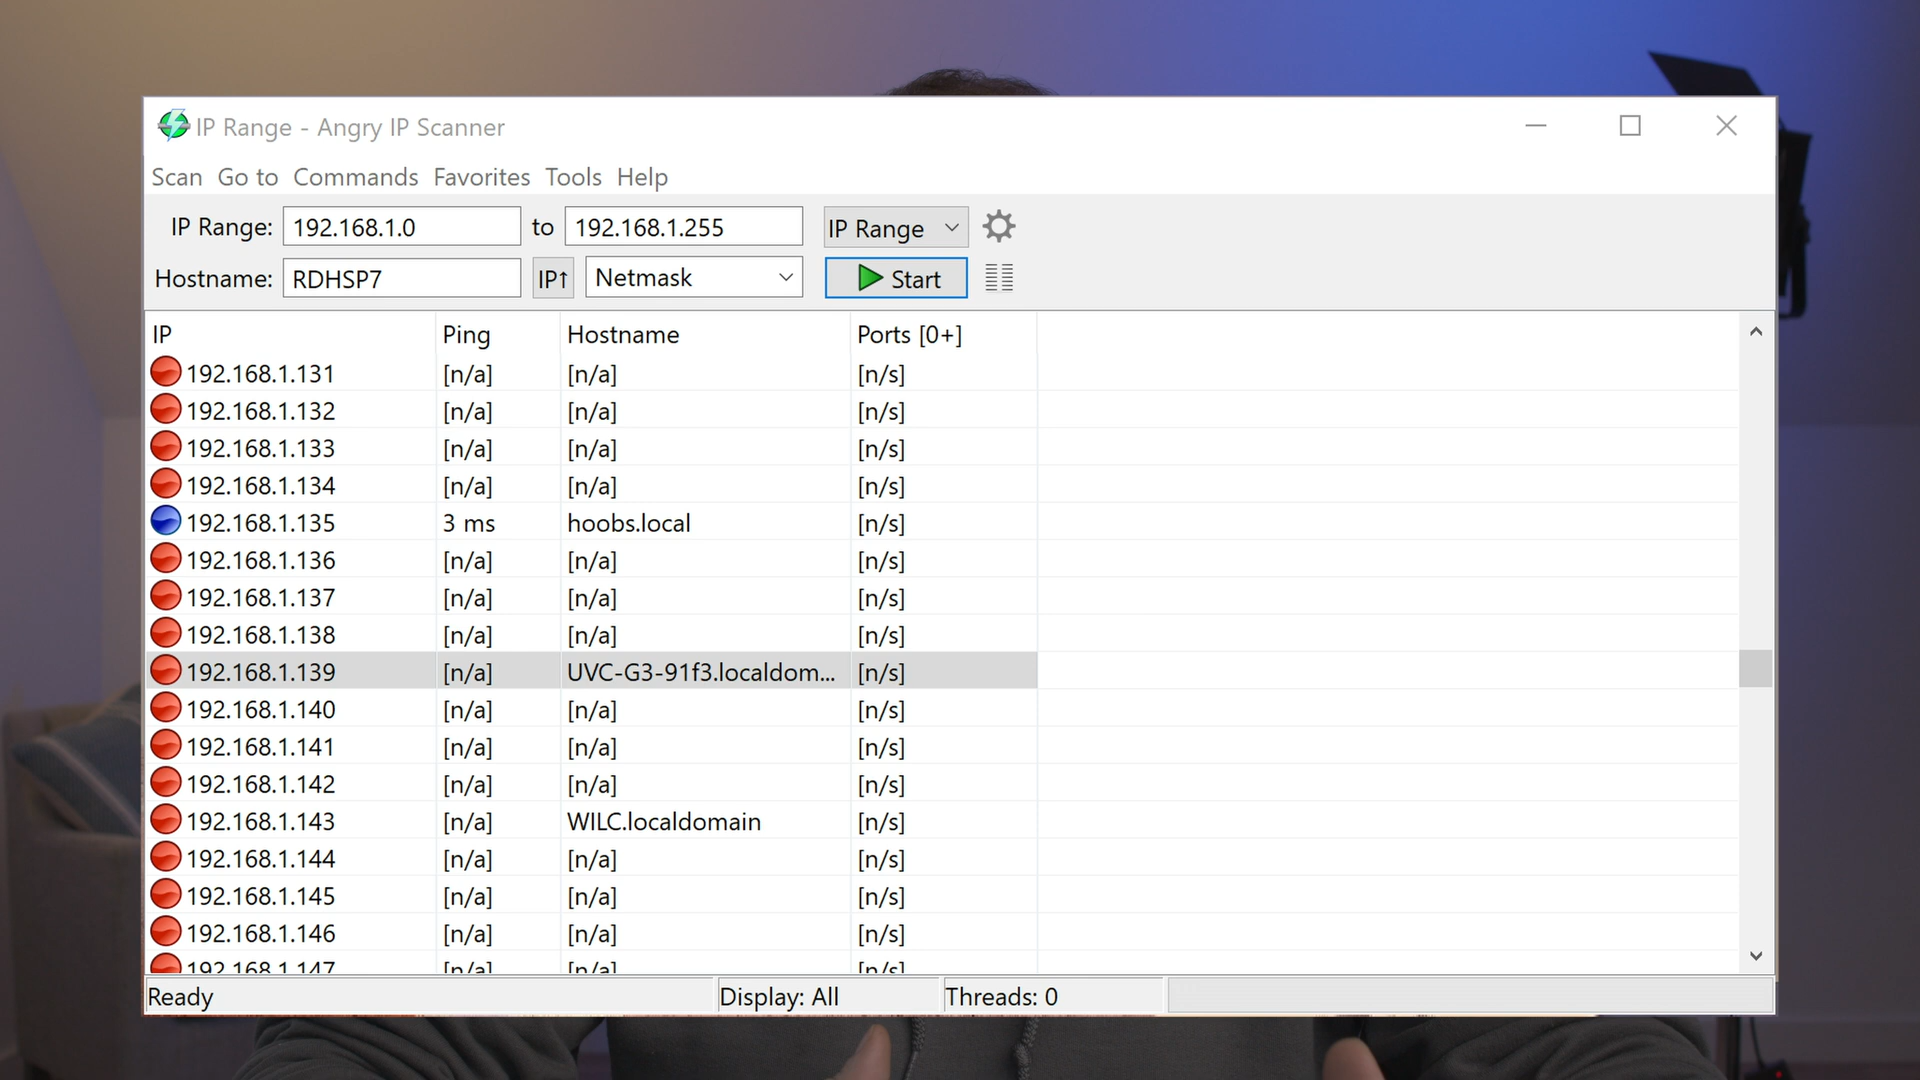 IP Range - Angry IP Scanner
Scan Go to Commands Favorites Tools Help
IP Range: 192.168.1.0 to 192.168.1.255 IP Range
Hostname: RDHSP7 IP↑ Netmask Start
IP Ping Hostname Ports [0+]
192.168.1.131 [n/a] [n/a] [n/s]
192.168.1.132 [n/a] [n/a] [n/s]
192.168.1.133 [n/a] [n/a] [n/s]
192.168.1.134 [n/a] [n/a] [n/s]
192.168.1.135 3 ms hoobs.local [n/s]
192.168.1.136 [n/a] [n/a] [n/s]
192.168.1.137 [n/a] [n/a] [n/s]
192.168.1.138 [n/a] [n/a] [n/s]
192.168.1.139 [n/a] UVC-G3-91f3.localdom... [n/s]
192.168.1.140 [n/a] [n/a] [n/s]
192.168.1.141 [n/a] [n/a] [n/s]
192.168.1.142 [n/a] [n/a] [n/s]
192.168.1.143 [n/a] WILC.localdomain [n/s]
192.168.1.144 [n/a] [n/a] [n/s]
192.168.1.145 [n/a] [n/a] [n/s]
192.168.1.146 [n/a] [n/a] [n/s]
192.168.1.147 [n/a] [n/a] [n/s]
Ready Display: All Threads: 0